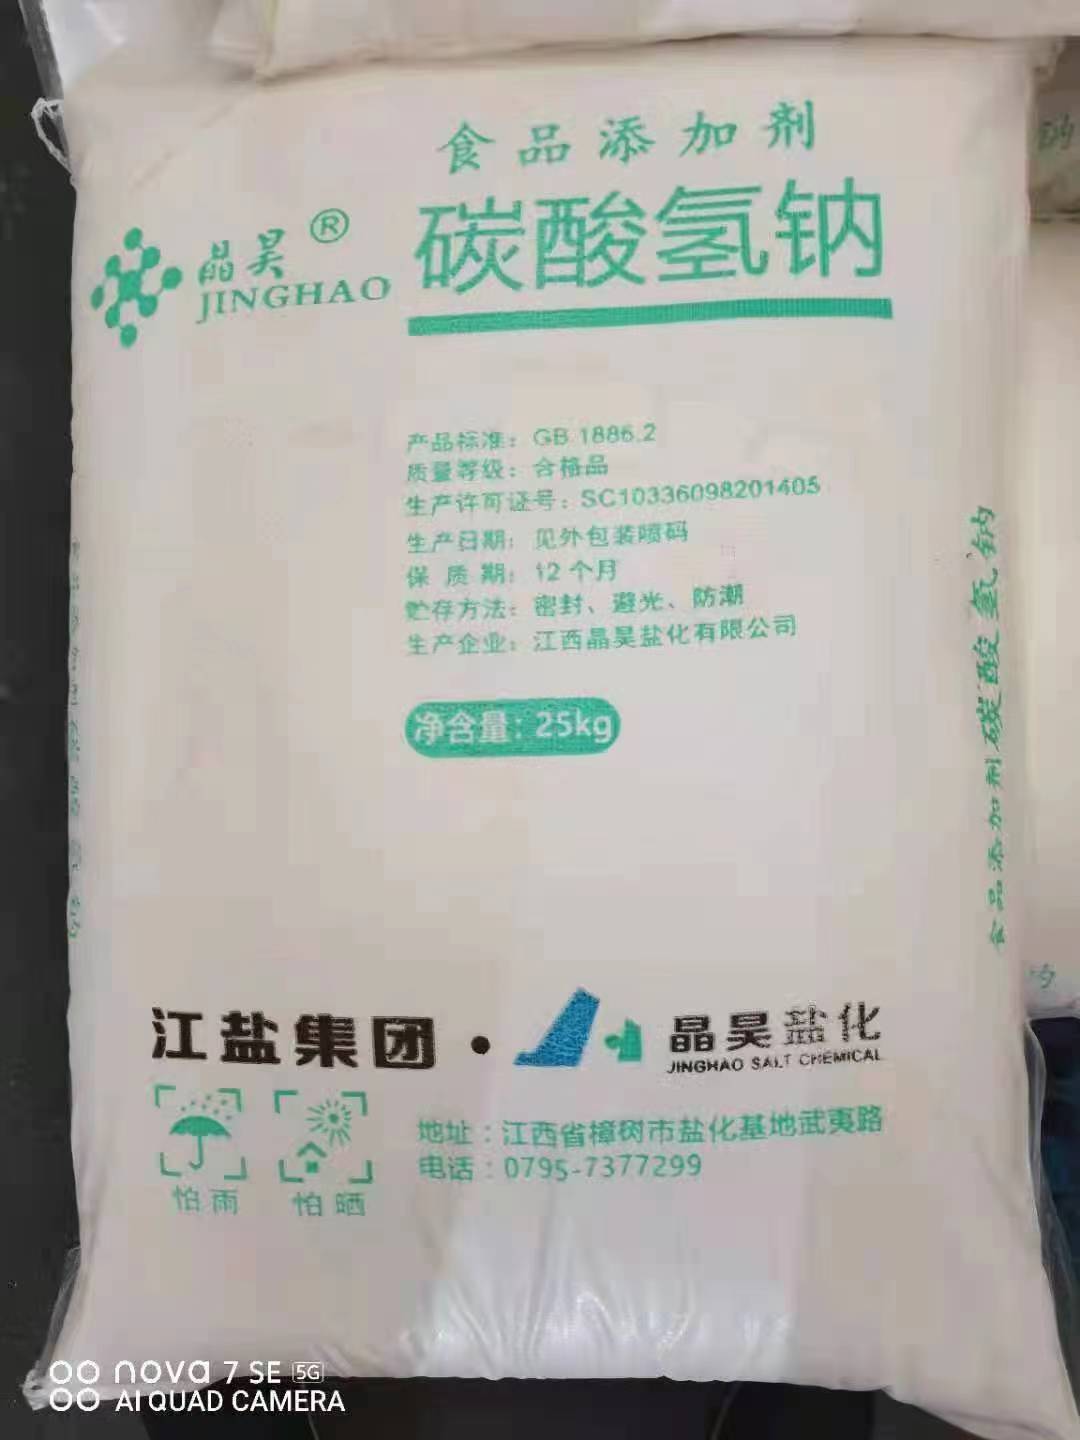 食品添加剂
碳酸氢钠
晶昊®
JINGHAO
产品标准：GB 1886.2
质量等级：合格品
生产许可证号：SC10336098201405
生产日期：见外包装喷码
保质期：12个月
贮存方法：密封、避光、防潮
生产企业：江西晶昊盐化有限公司
净含量：25kg
食品添加剂碳酸氢钠
江盐集团·晶昊盐化
JINGHAO SALT CHEMICAL
怕雨
怕晒
地址：江西省樟树市盐化基地武夷路
电话：0795-7377299
nova 7 SE 5G
AI QUAD CAMERA